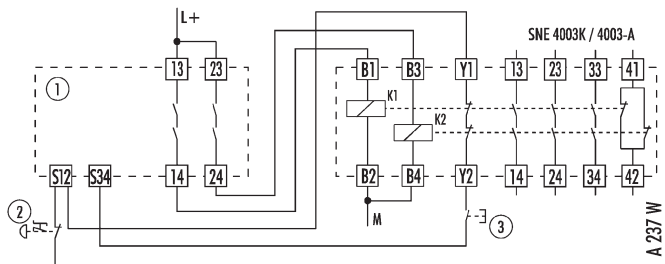 L+
SNE 4003K / 4003-A
13 23 B1 B3 Y1 13 23 33 41
1
K1
K2
S12 S34 14 24 B2 B4 Y2 14 24 34 42
2
M
3
A 237 W